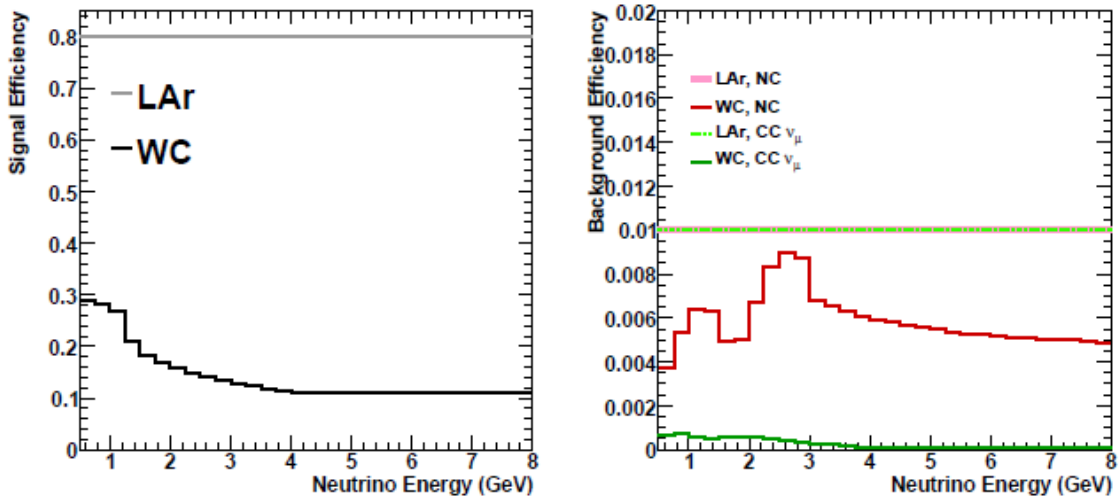 Signal Efficiency
0.8
0.7
0.6
0.5
0.4
0.3
0.2
0.1
0
LAr
WC
1 2 3 4 5 6 7 8
Neutrino Energy (GeV)
Background Efficiency
0.02
0.018
0.016
0.014
0.012
0.01
0.008
0.006
0.004
0.002
0
LAr, NC
WC, NC
LAr, CC νμ
WC, CC νμ
1 2 3 4 5 6 7 8
Neutrino Energy (GeV)